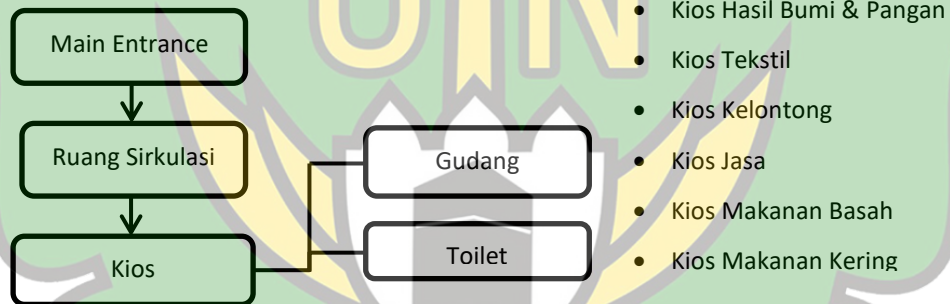 Main Entrance
Ruang Sirkulasi
Kios
Gudang
Toilet
• Kios Hasil Bumi & Pangan
• Kios Tekstil
• Kios Kelontong
• Kios Jasa
• Kios Makanan Basah
• Kios Makanan Kering
UIN